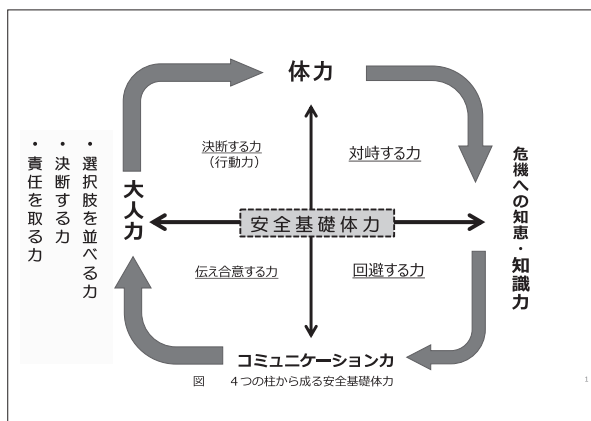 体力
決断する力
（行動力）
対峙する力
危機への知恵・知識力
安全基礎体力
大人力
・選択肢を並べる力
・決断する力
・責任を取る力
伝え合意する力
回避する力
コミュニケーション力
図　４つの柱から成る安全基礎体力
1